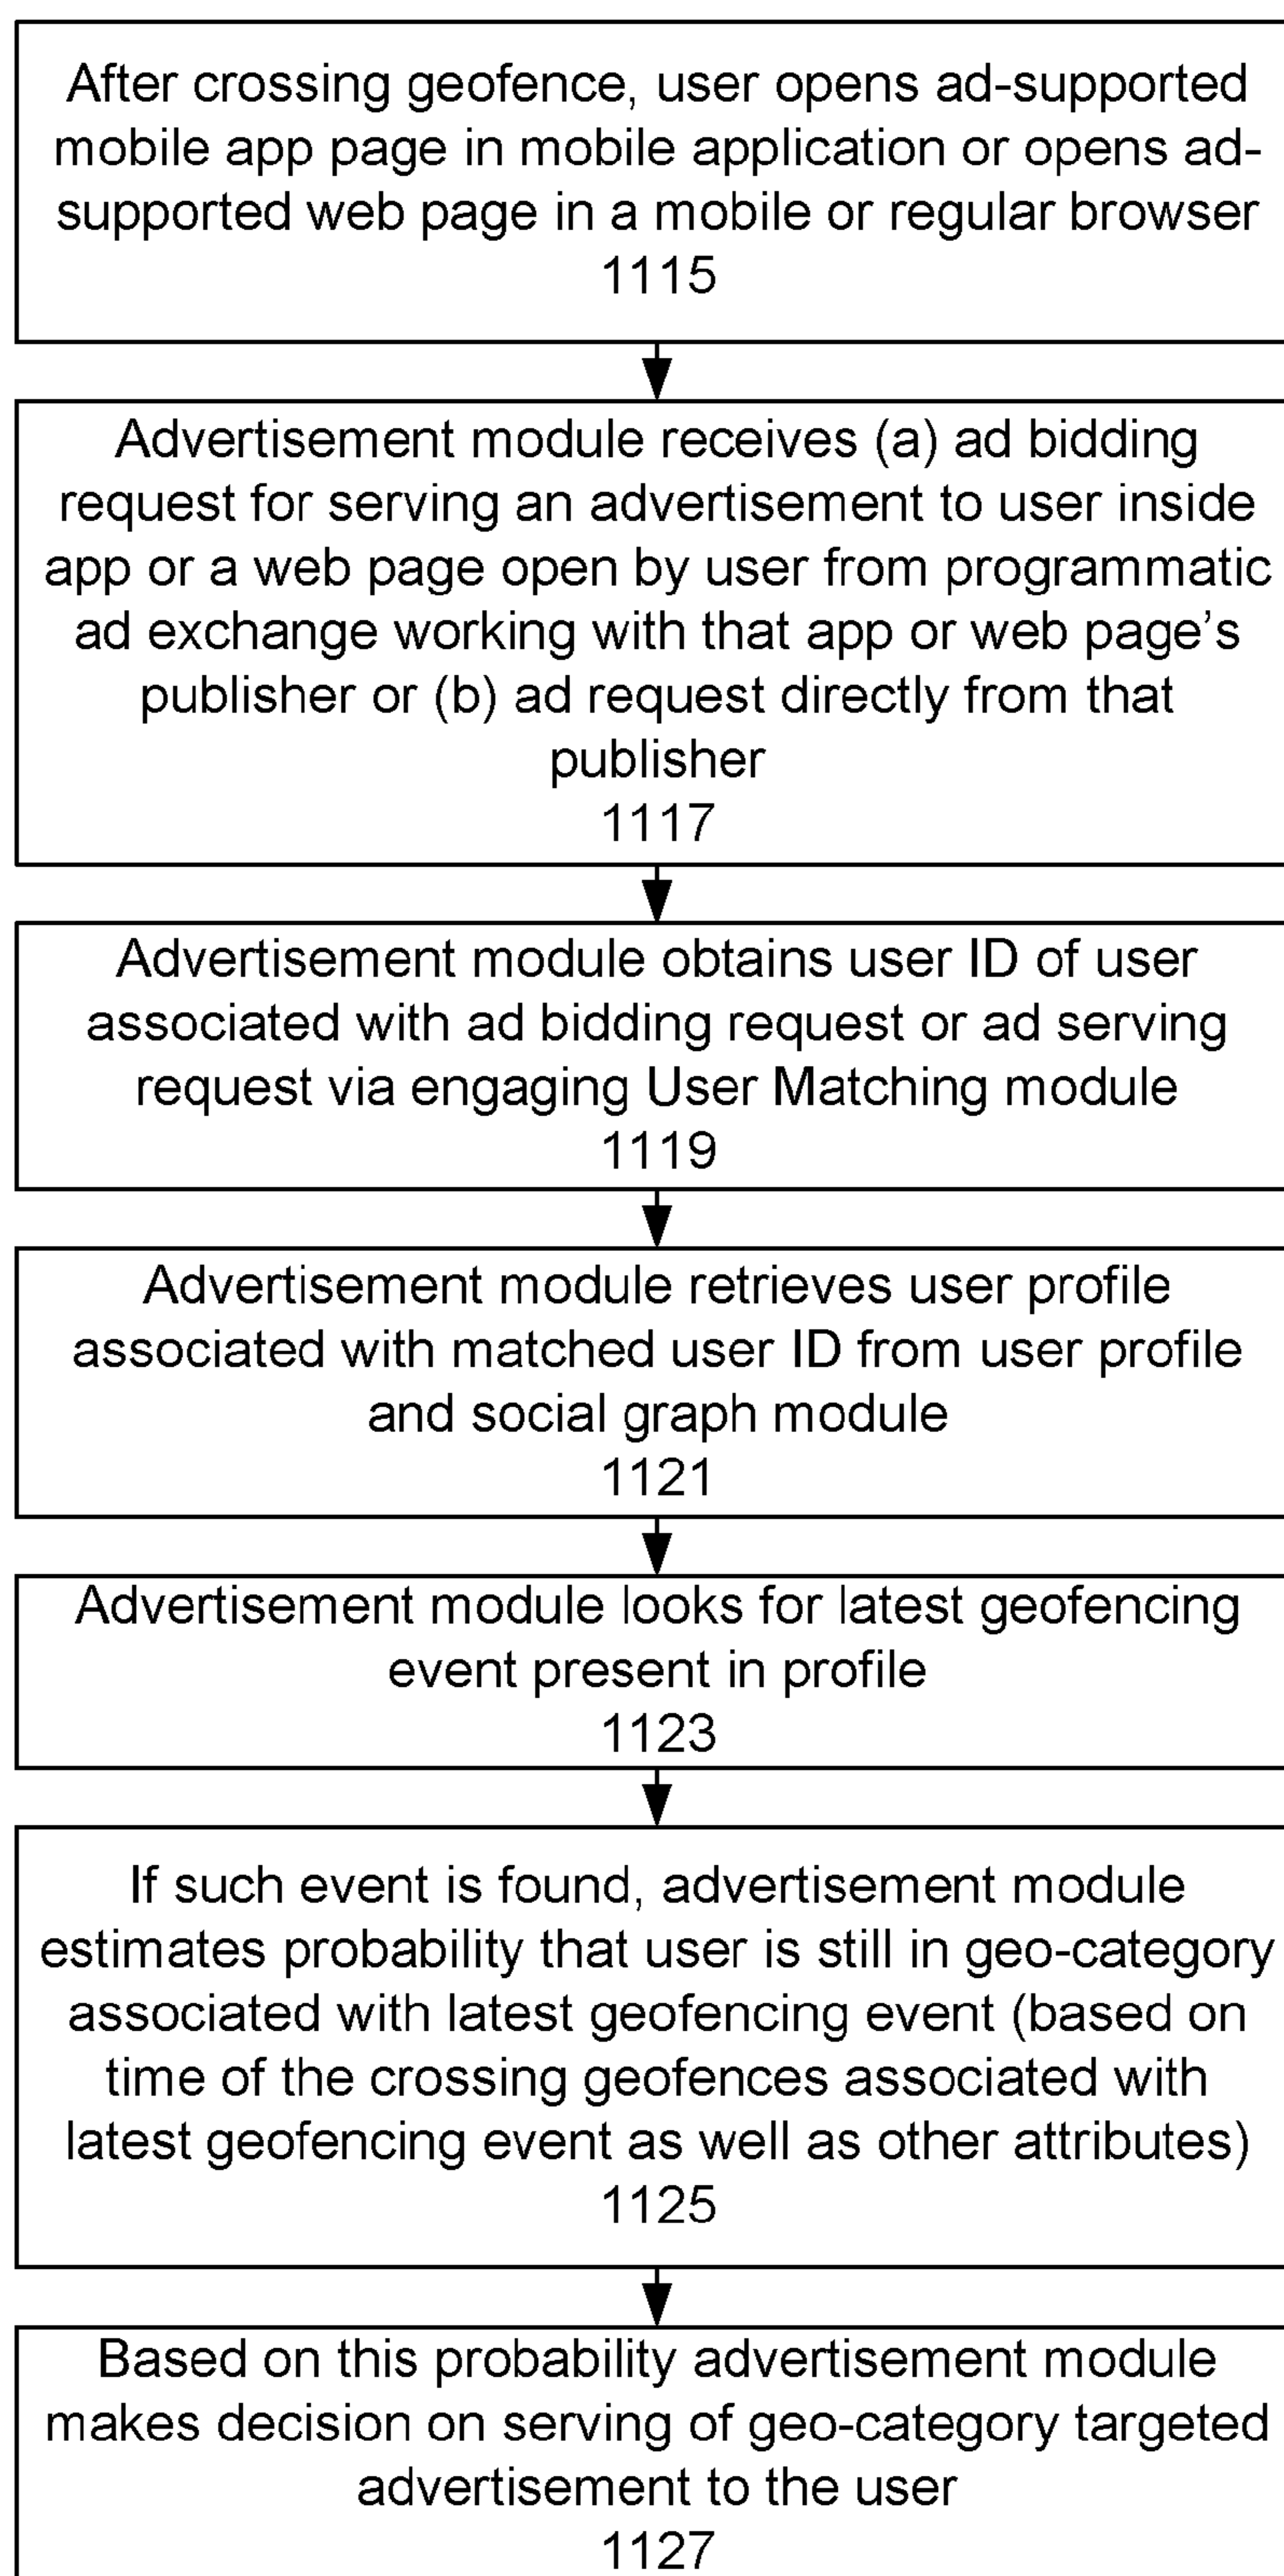 After crossing geofence, user opens ad-supported
mobile app page in mobile application or opens ad-
supported web page in a mobile or regular browser
1115
Advertisement module receives (a) ad bidding
request for serving an advertisement to user inside
app or a web page open by user from programmatic
ad exchange working with that app or web page’s
publisher or (b) ad request directly from that
publisher
1117
Advertisement module obtains user ID of user
associated with ad bidding request or ad serving
request via engaging User Matching module
1119
Advertisement module retrieves user profile
associated with matched user ID from user profile
and social graph module
1121
Advertisement module looks for latest geofencing
event present in profile
1123
If such event is found, advertisement module
estimates probability that user is still in geo-category
associated with latest geofencing event (based on
time of the crossing geofences associated with
latest geofencing event as well as other attributes)
1125
Based on this probability advertisement module
makes decision on serving of geo-category targeted
advertisement to the user
1127